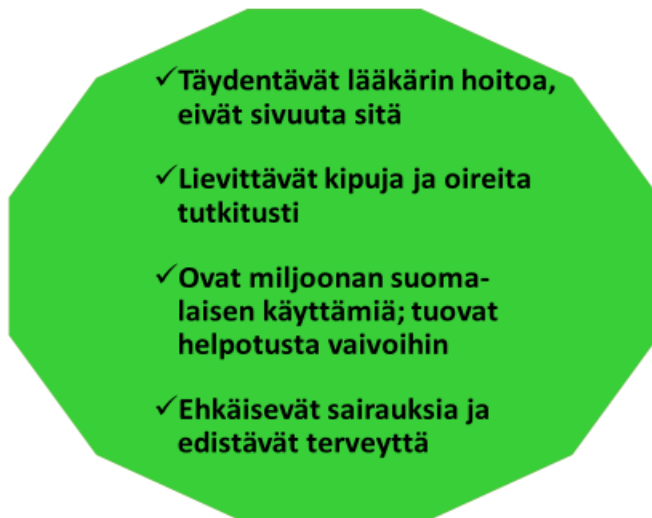 ✓Täydentävät lääkärin hoitoa,
eivät sivuuta sitä
✓Lievittävät kipuja ja oireita
tutkitusti
✓Ovat miljoonan suoma-
laisen käyttämiä; tuovat
helpotusta vaivoihin
✓Ehkäisevät sairauksia ja
edistävät terveyttä